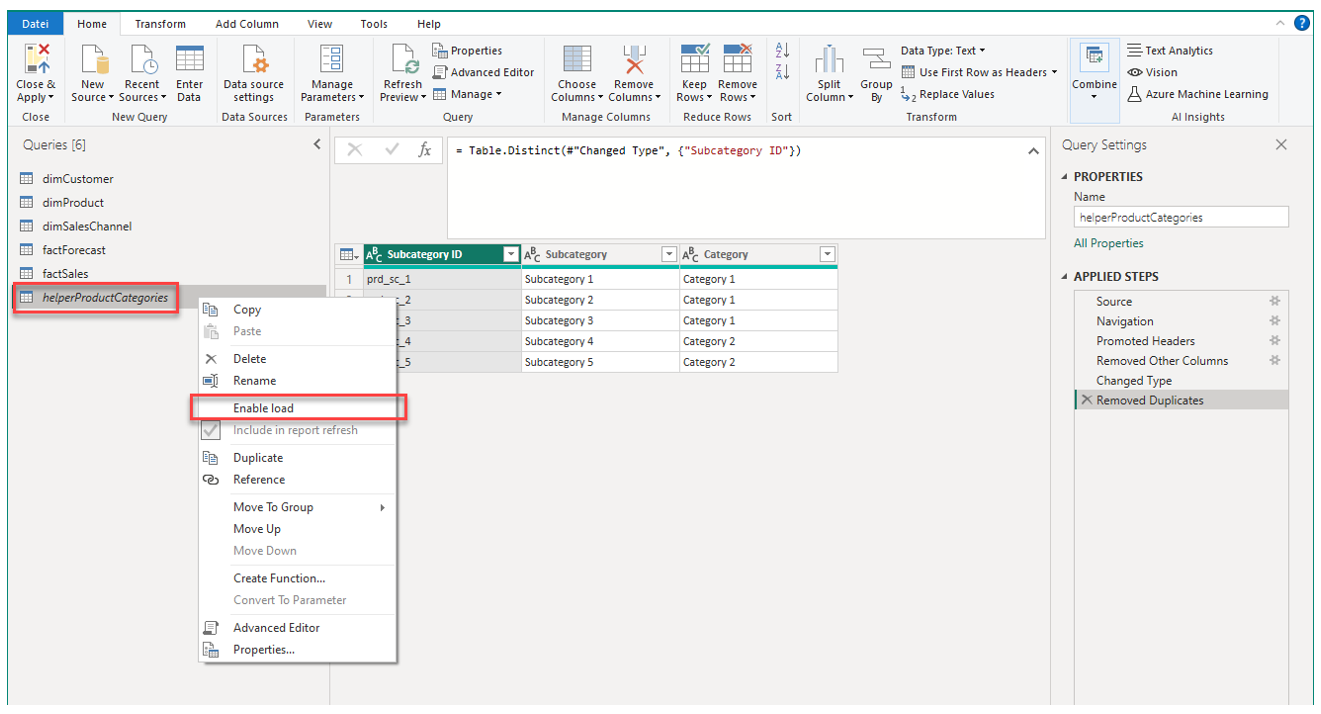 Datei Home Transform Add Column View Tools Help
Close & Apply
New Source
Recent Sources
Enter Data
Data source settings
Manage Parameters
Refresh Preview
Properties
Advanced Editor
Manage
Choose Columns
Remove Columns
Keep Rows
Remove Rows
Split Column
Group By
Data Type: Text
Use First Row as Headers
Replace Values
Combine
Text Analytics
Vision
Azure Machine Learning
Close New Query Data Sources Parameters Query Manage Columns Reduce Rows Sort Transform AI Insights
Queries [6]
dimCustomer
dimProduct
dimSalesChannel
factForecast
factSales
helperProductCategories
Copy
Paste
Delete
Rename
Enable load
Include in report refresh
Duplicate
Reference
Move To Group
Move Up
Move Down
Create Function...
Convert To Parameter
Advanced Editor
Properties...
fx = Table.Distinct(#"Changed Type", {"Subcategory ID"})
ABC Subcategory ID ABC Subcategory ABC Category
1 prd_sc_1 Subcategory 1 Category 1
_2 Subcategory 2 Category 1
_3 Subcategory 3 Category 1
_4 Subcategory 4 Category 2
_5 Subcategory 5 Category 2
Query Settings
PROPERTIES
Name
helperProductCategories
All Properties
APPLIED STEPS
Source
Navigation
Promoted Headers
Removed Other Columns
Changed Type
Removed Duplicates